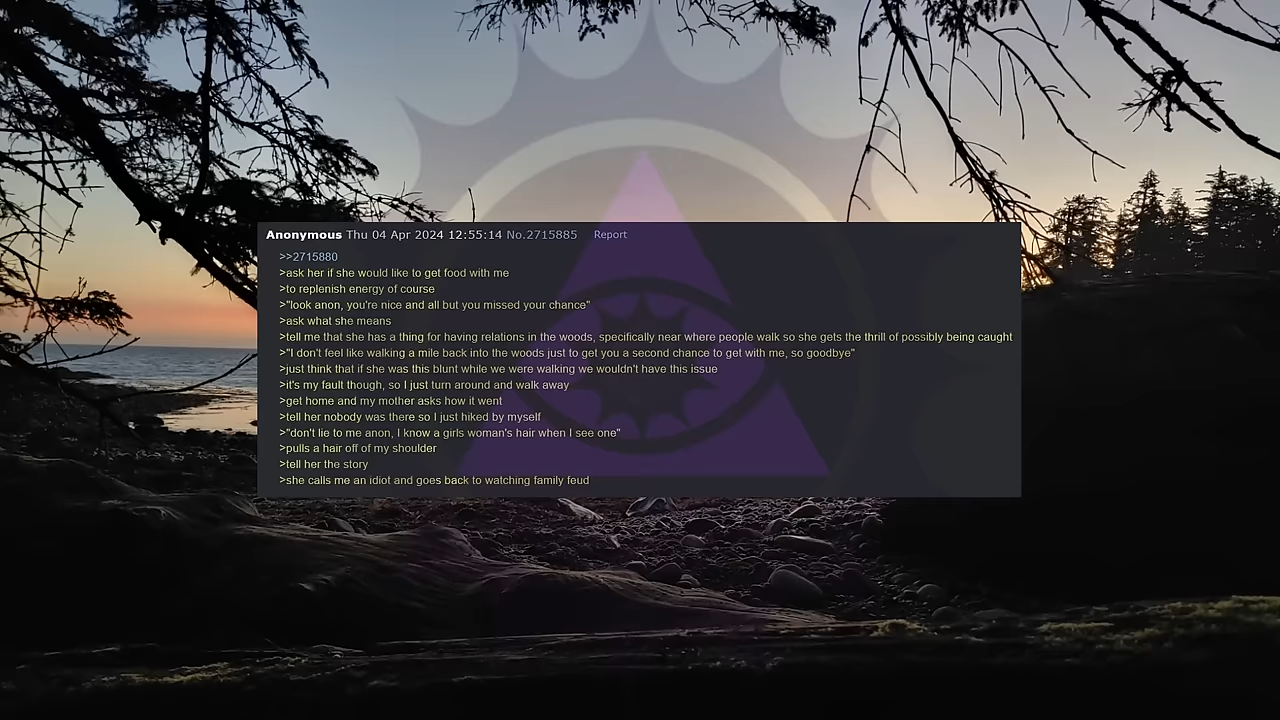 Anonymous Thu 04 Apr 2024 12:55:14 No.2715885 Report
>>2715880
>ask her if she would like to get food with me
>to replenish energy of course
>"look anon, you're nice and all but you missed your chance"
>ask what she means
>tell me that she has a thing for having relations in the woods, specifically near where people walk so she gets the thrill of possibly being caught
>"I don't feel like walking a mile back into the woods just to get you a second chance to get with me, so goodbye"
>just think that if she was this blunt while we were walking we wouldn't have this issue
>it's my fault though, so I just turn around and walk away
>get home and my mother asks how it went
>tell her nobody was there so I just hiked by myself
>"don't lie to me anon, I know a girls woman's hair when I see one"
>pulls a hair off of my shoulder
>tell her the story
>she calls me an idiot and goes back to watching family feud